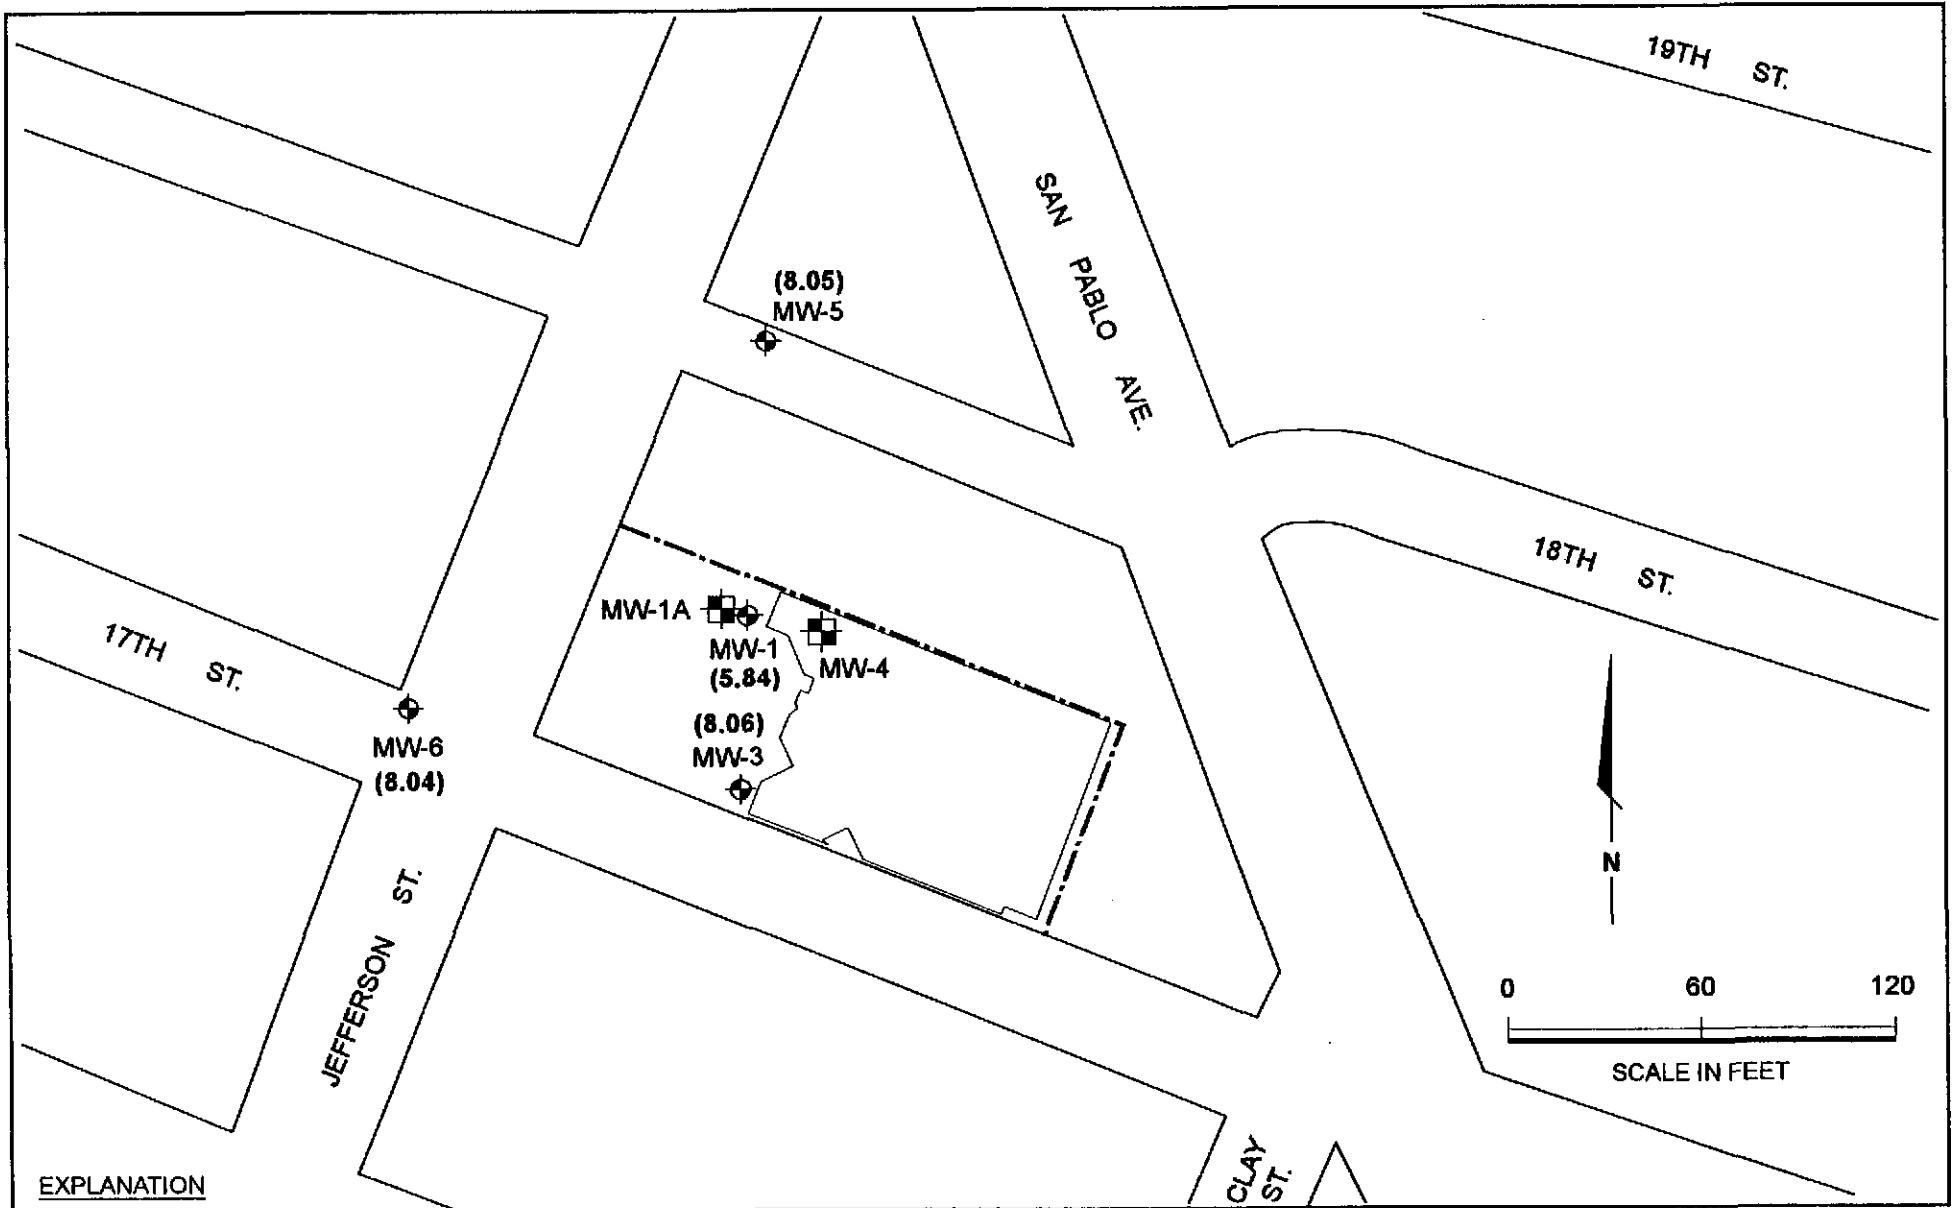 19TH ST.
SAN PABLO AVE.
(8.05)
MW-5
18TH ST.
MW-1A
MW-1
(5.84)
MW-4
17TH ST.
(8.06)
MW-3
MW-6
(8.04)
JEFFERSON ST.
N
0 60 120
SCALE IN FEET
CLAY
ST.
EXPLANATION